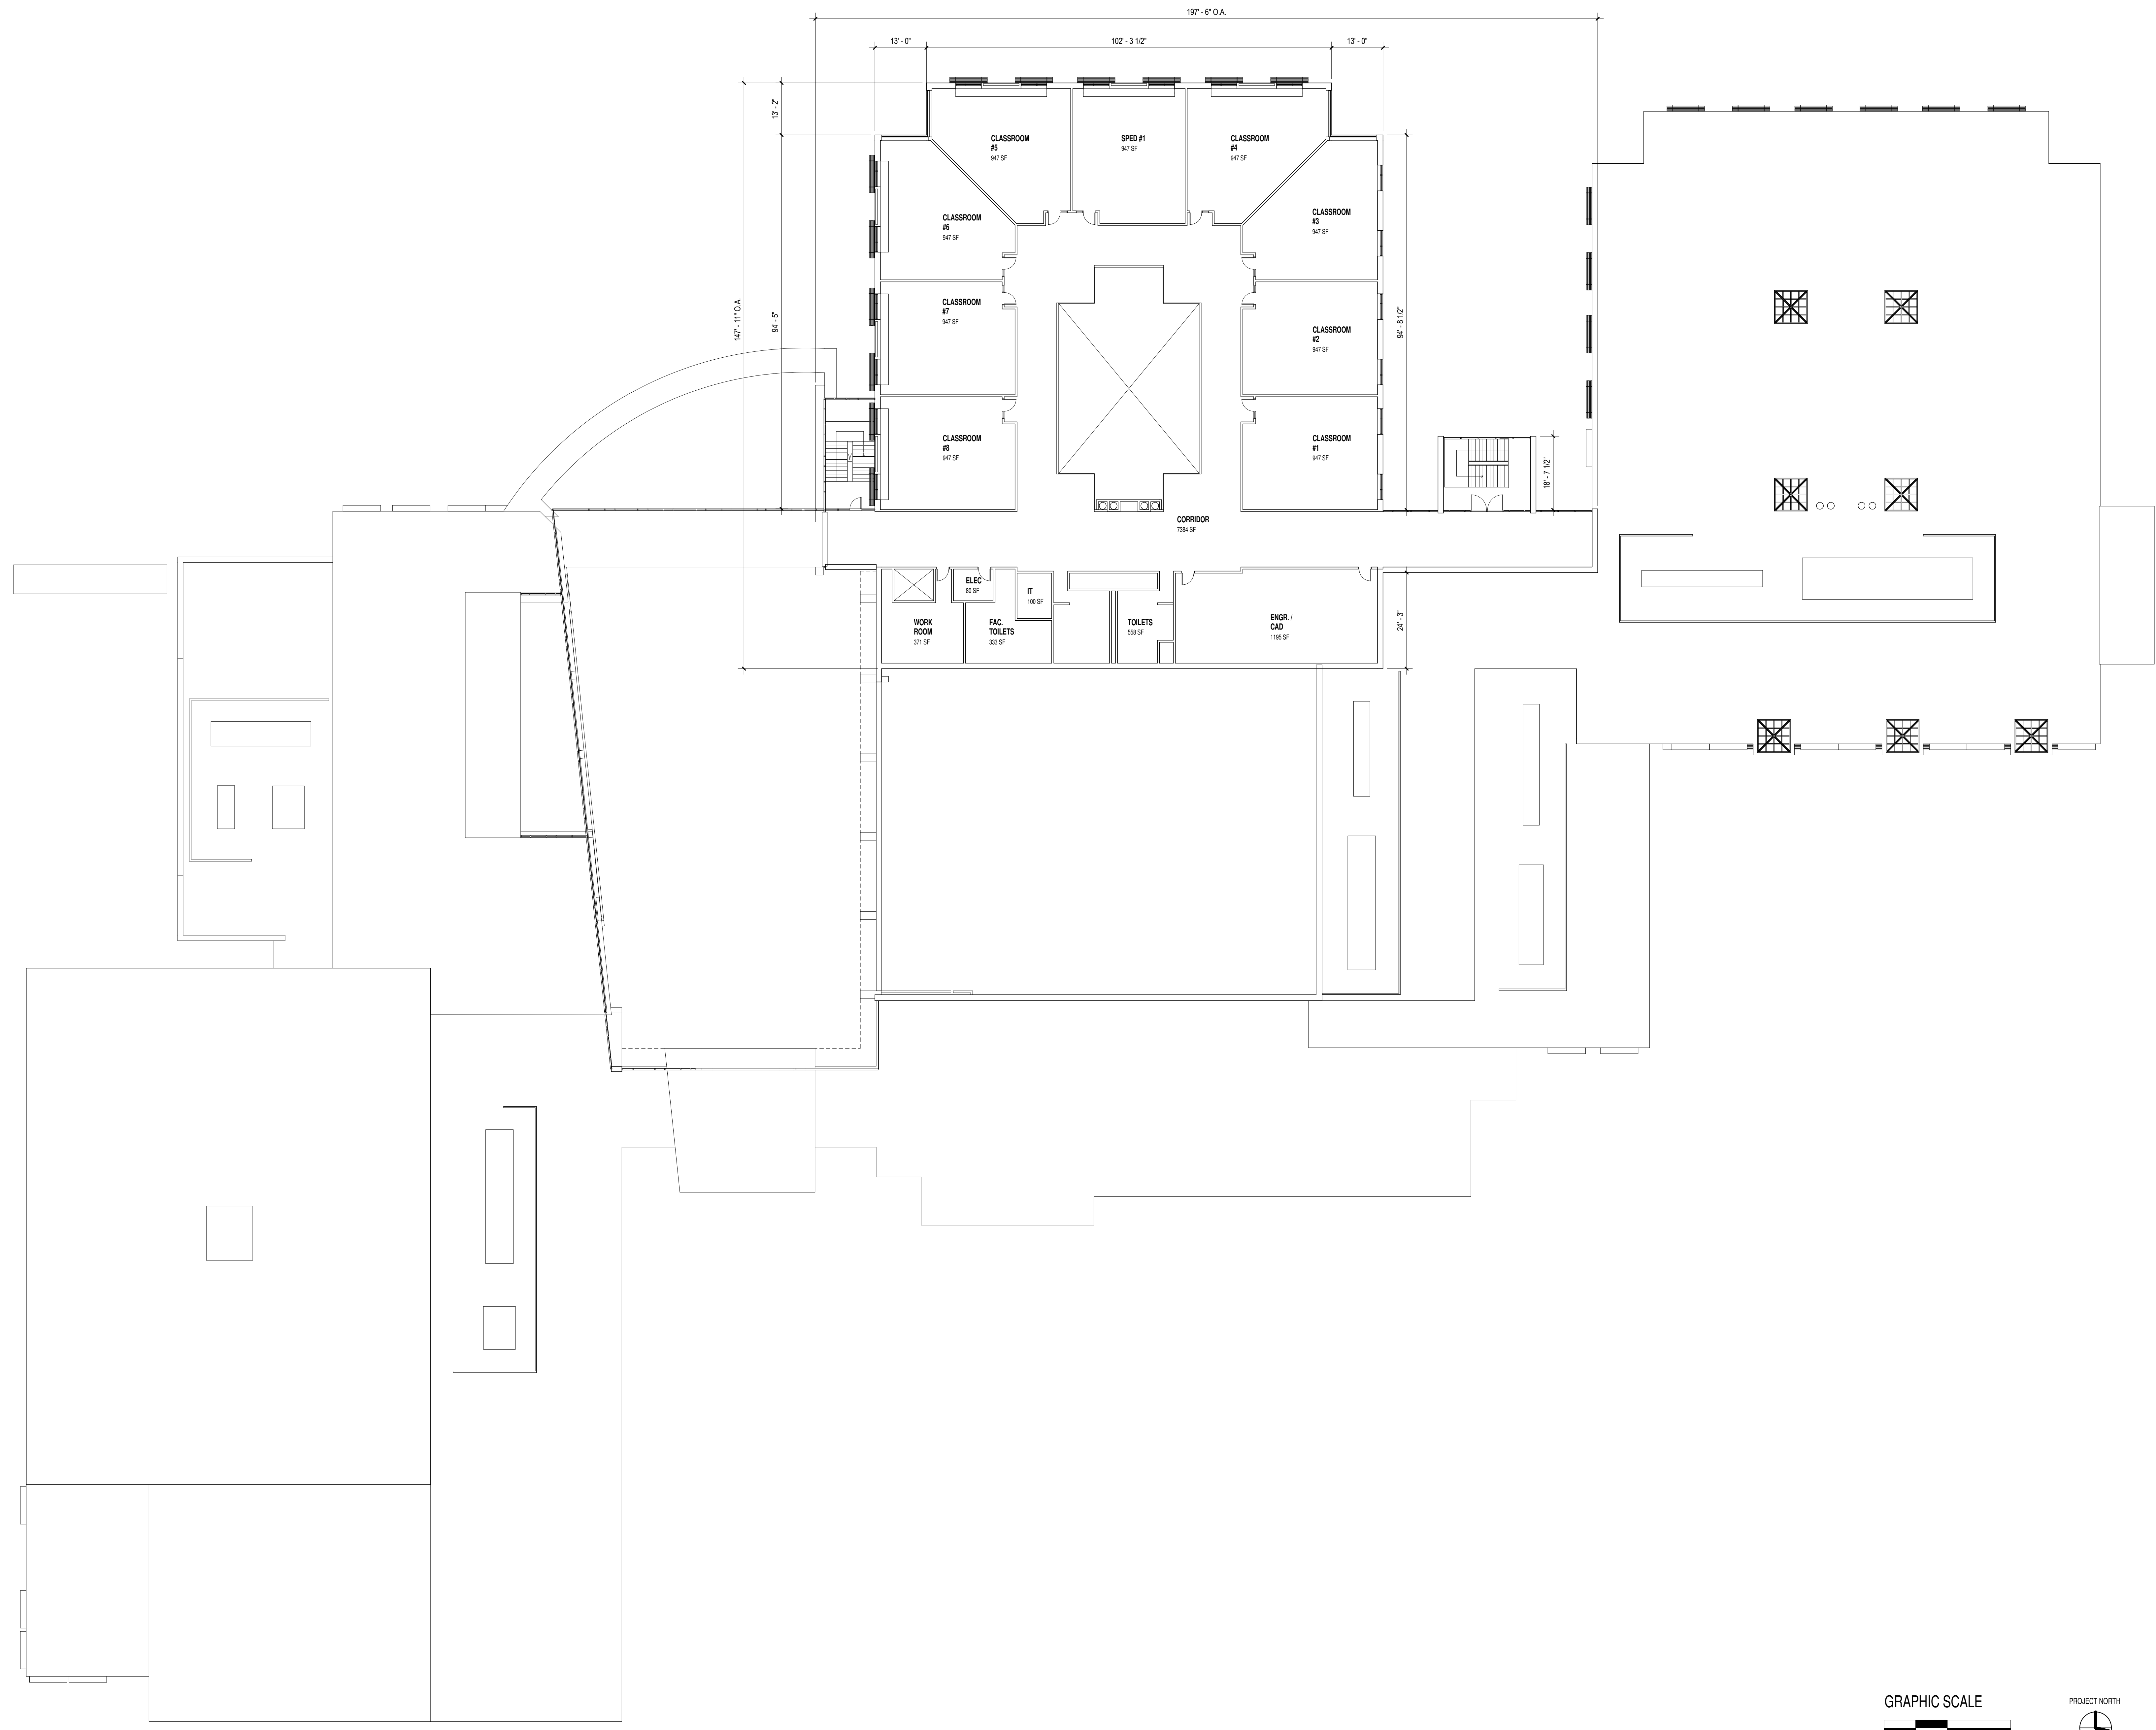 197' - 6" O.A.
13' - 0"
102' - 3 1/2"
13' - 0"
13' - 2"
147' - 11" O.A.
94' - 5"
94' - 8 1/2"
18' - 7 1/2"
24' - 3"
CLASSROOM
#5
947 SF
SPED #1
947 SF
CLASSROOM
#4
947 SF
CLASSROOM
#6
947 SF
CLASSROOM
#3
947 SF
CLASSROOM
#7
947 SF
CLASSROOM
#2
947 SF
CLASSROOM
#8
947 SF
CLASSROOM
#1
947 SF
CORRIDOR
7384 SF
ELEC
80 SF
IT
100 SF
WORK
ROOM
371 SF
FAC.
TOILETS
333 SF
TOILETS
558 SF
ENGR. /
CAD
1195 SF
GRAPHIC SCALE
PROJECT NORTH